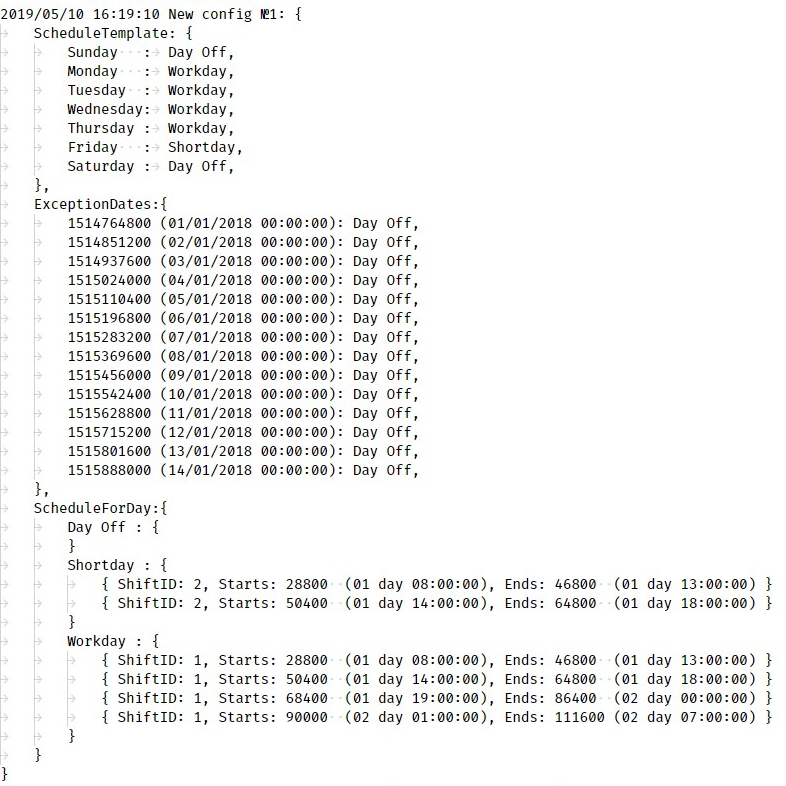 2019/05/10 16:19:10 New config №1: {
ScheduleTemplate: {
Sunday   : Day Off,
Monday   : Workday,
Tuesday  : Workday,
Wednesday: Workday,
Thursday : Workday,
Friday   : Shortday,
Saturday : Day Off,
},
ExceptionDates:{
1514764800 (01/01/2018 00:00:00): Day Off,
1514851200 (02/01/2018 00:00:00): Day Off,
1514937600 (03/01/2018 00:00:00): Day Off,
1515024000 (04/01/2018 00:00:00): Day Off,
1515110400 (05/01/2018 00:00:00): Day Off,
1515196800 (06/01/2018 00:00:00): Day Off,
1515283200 (07/01/2018 00:00:00): Day Off,
1515369600 (08/01/2018 00:00:00): Day Off,
1515456000 (09/01/2018 00:00:00): Day Off,
1515542400 (10/01/2018 00:00:00): Day Off,
1515628800 (11/01/2018 00:00:00): Day Off,
1515715200 (12/01/2018 00:00:00): Day Off,
1515801600 (13/01/2018 00:00:00): Day Off,
1515888000 (14/01/2018 00:00:00): Day Off,
},
ScheduleForDay:{
Day Off : {
}
Shortday : {
{ ShiftID: 2, Starts: 28800  (01 day 08:00:00), Ends: 46800  (01 day 13:00:00) }
{ ShiftID: 2, Starts: 50400  (01 day 14:00:00), Ends: 64800  (01 day 18:00:00) }
}
Workday : {
{ ShiftID: 1, Starts: 28800  (01 day 08:00:00), Ends: 46800  (01 day 13:00:00) }
{ ShiftID: 1, Starts: 50400  (01 day 14:00:00), Ends: 64800  (01 day 18:00:00) }
{ ShiftID: 1, Starts: 68400  (01 day 19:00:00), Ends: 86400  (02 day 00:00:00) }
{ ShiftID: 1, Starts: 90000  (02 day 01:00:00), Ends: 111600 (02 day 07:00:00) }
}
}
}